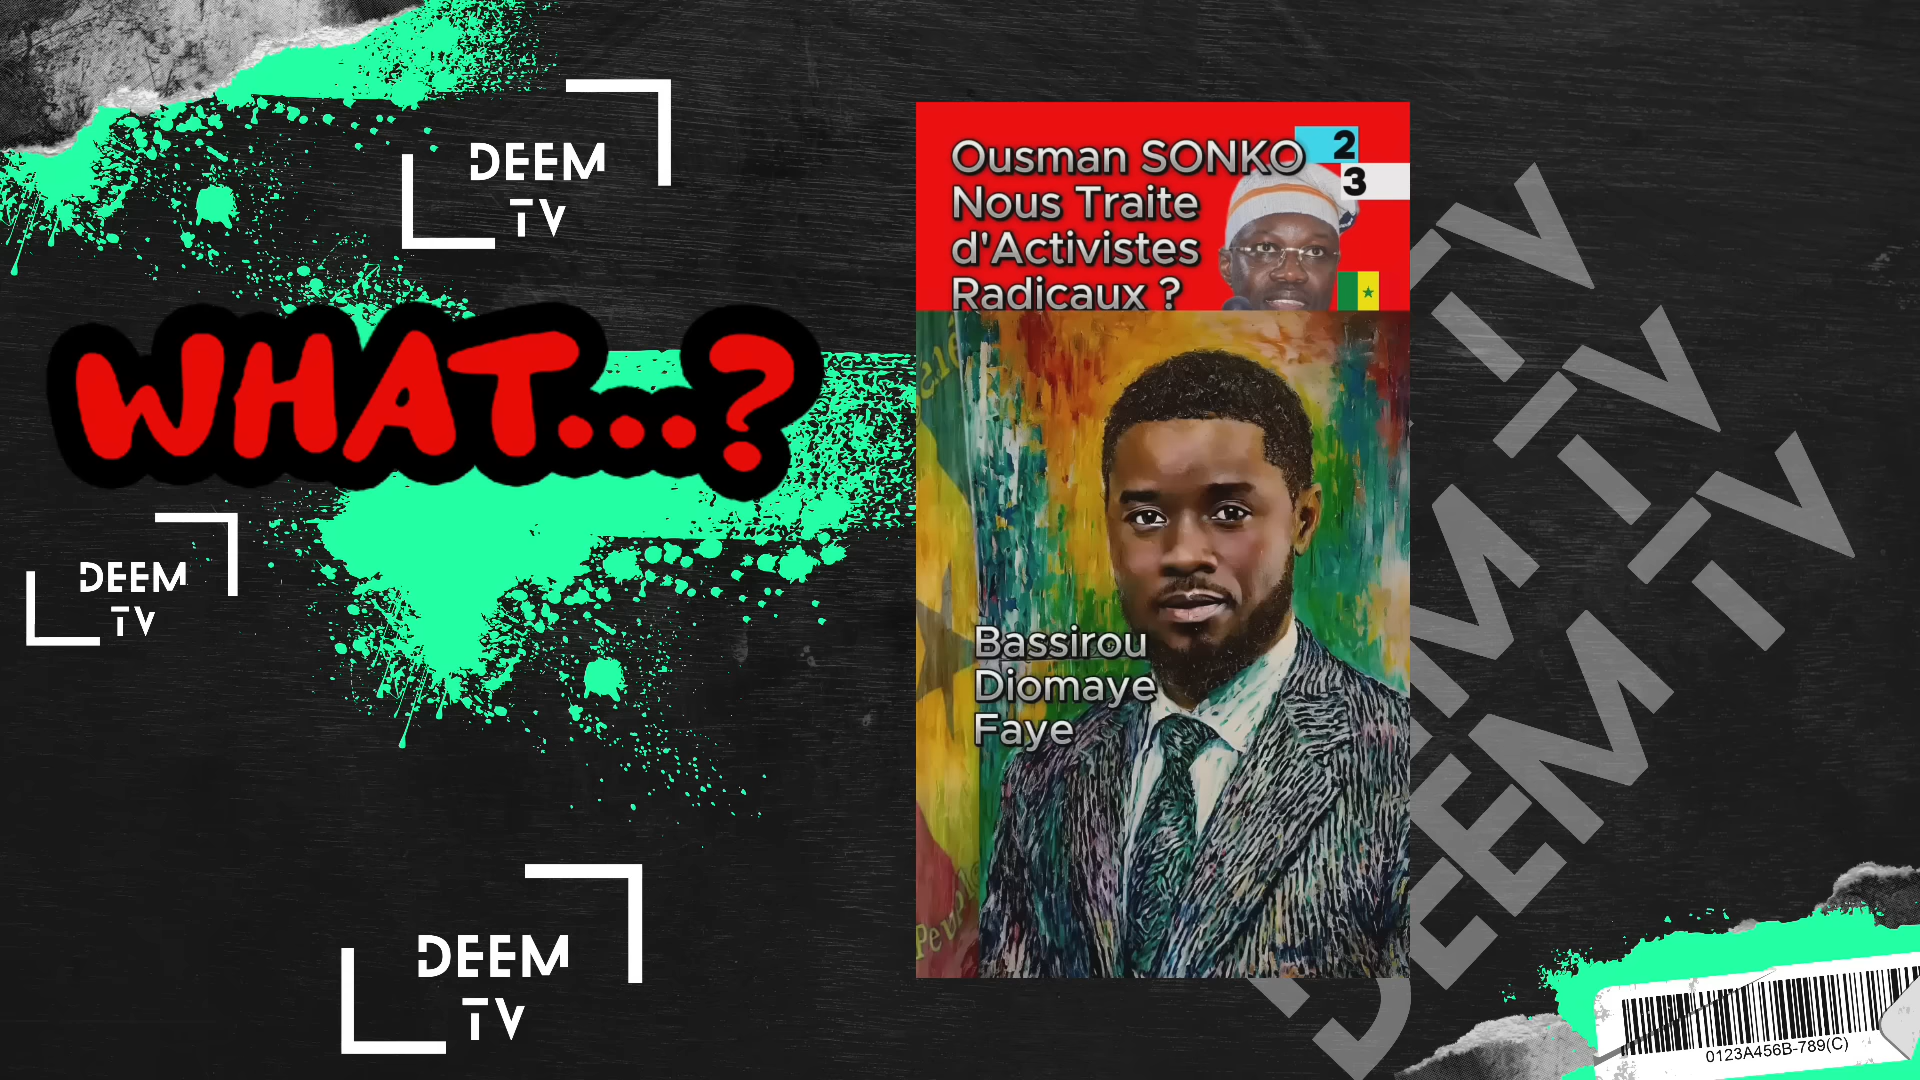 DEEM
TV
WHAT...?
DEEM
TV
DEEM
TV
Ousman SONKO
Nous Traite
d'Activistes
Radicaux ?
2
3
Bassirou
Diomaye
Faye
TV
M TV
DEEM TV
0123A456B-789(C)